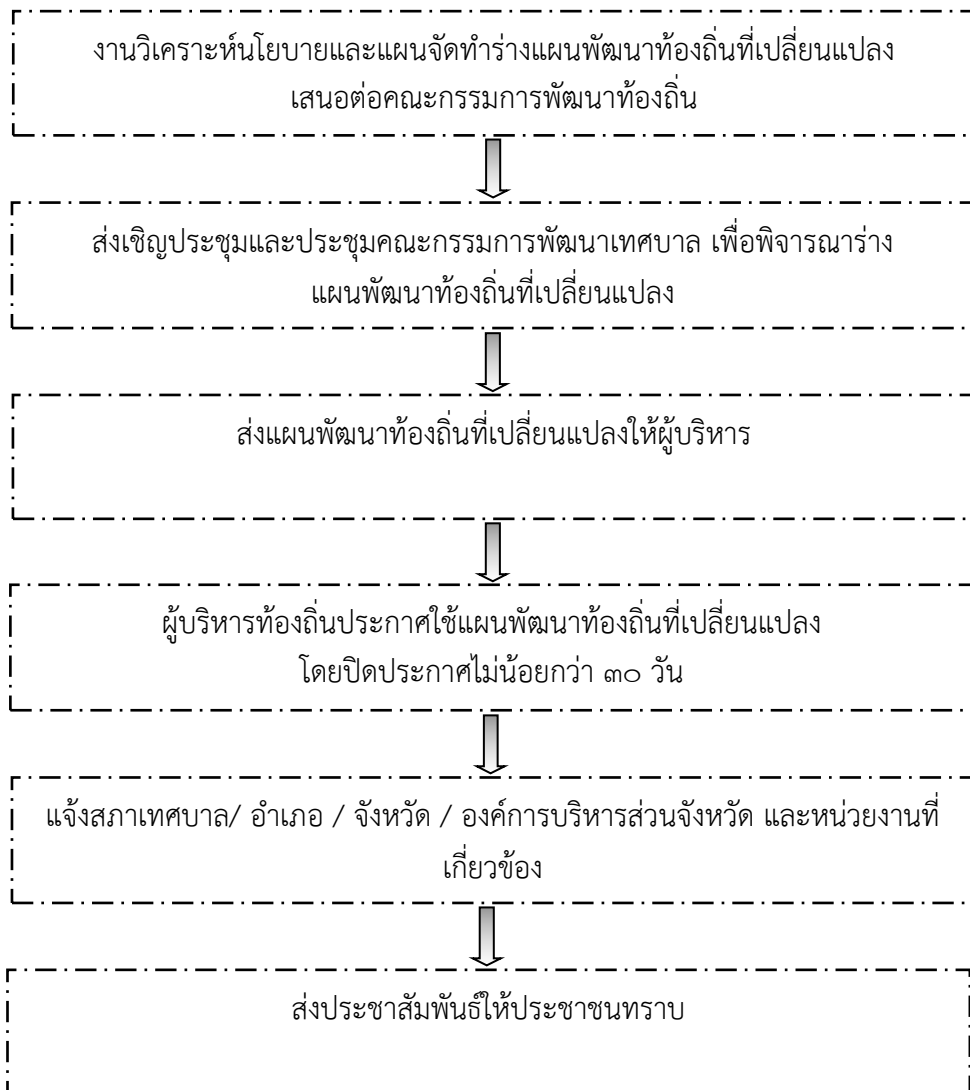 งานวิเคราะห์นโยบายและแผนจัดทำร่างแผนพัฒนาท้องถิ่นที่เปลี่ยนแปลง
เสนอต่อคณะกรรมการพัฒนาท้องถิ่น
ส่งเชิญประชุมและประชุมคณะกรรมการพัฒนาเทศบาล เพื่อพิจารณาร่าง
แผนพัฒนาท้องถิ่นที่เปลี่ยนแปลง
ส่งแผนพัฒนาท้องถิ่นที่เปลี่ยนแปลงให้ผู้บริหาร
ผู้บริหารท้องถิ่นประกาศใช้แผนพัฒนาท้องถิ่นที่เปลี่ยนแปลง
โดยปิดประกาศไม่น้อยกว่า ๓๐ วัน
แจ้งสภาเทศบาล/ อำเภอ / จังหวัด / องค์การบริหารส่วนจังหวัด และหน่วยงานที่
เกี่ยวข้อง
ส่งประชาสัมพันธ์ให้ประชาชนทราบ